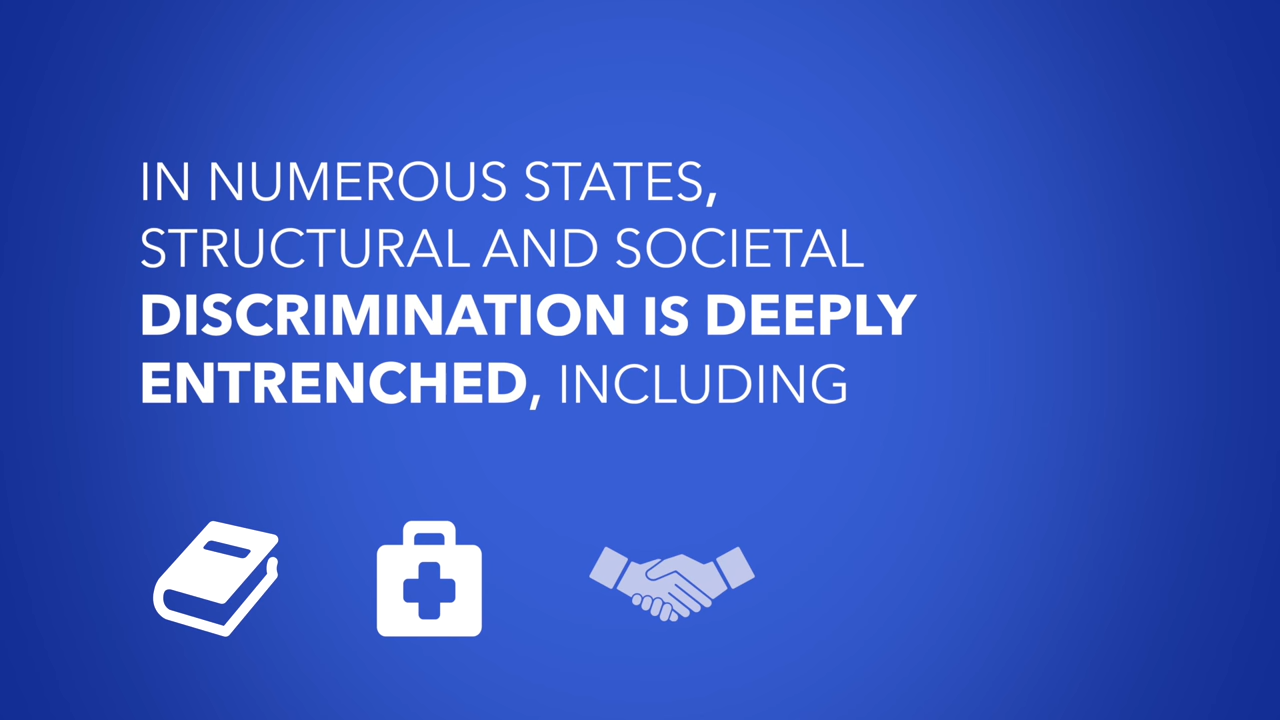 IN NUMEROUS STATES,
STRUCTURAL AND SOCIETAL
DISCRIMINATION IS DEEPLY
ENTRENCHED, INCLUDING